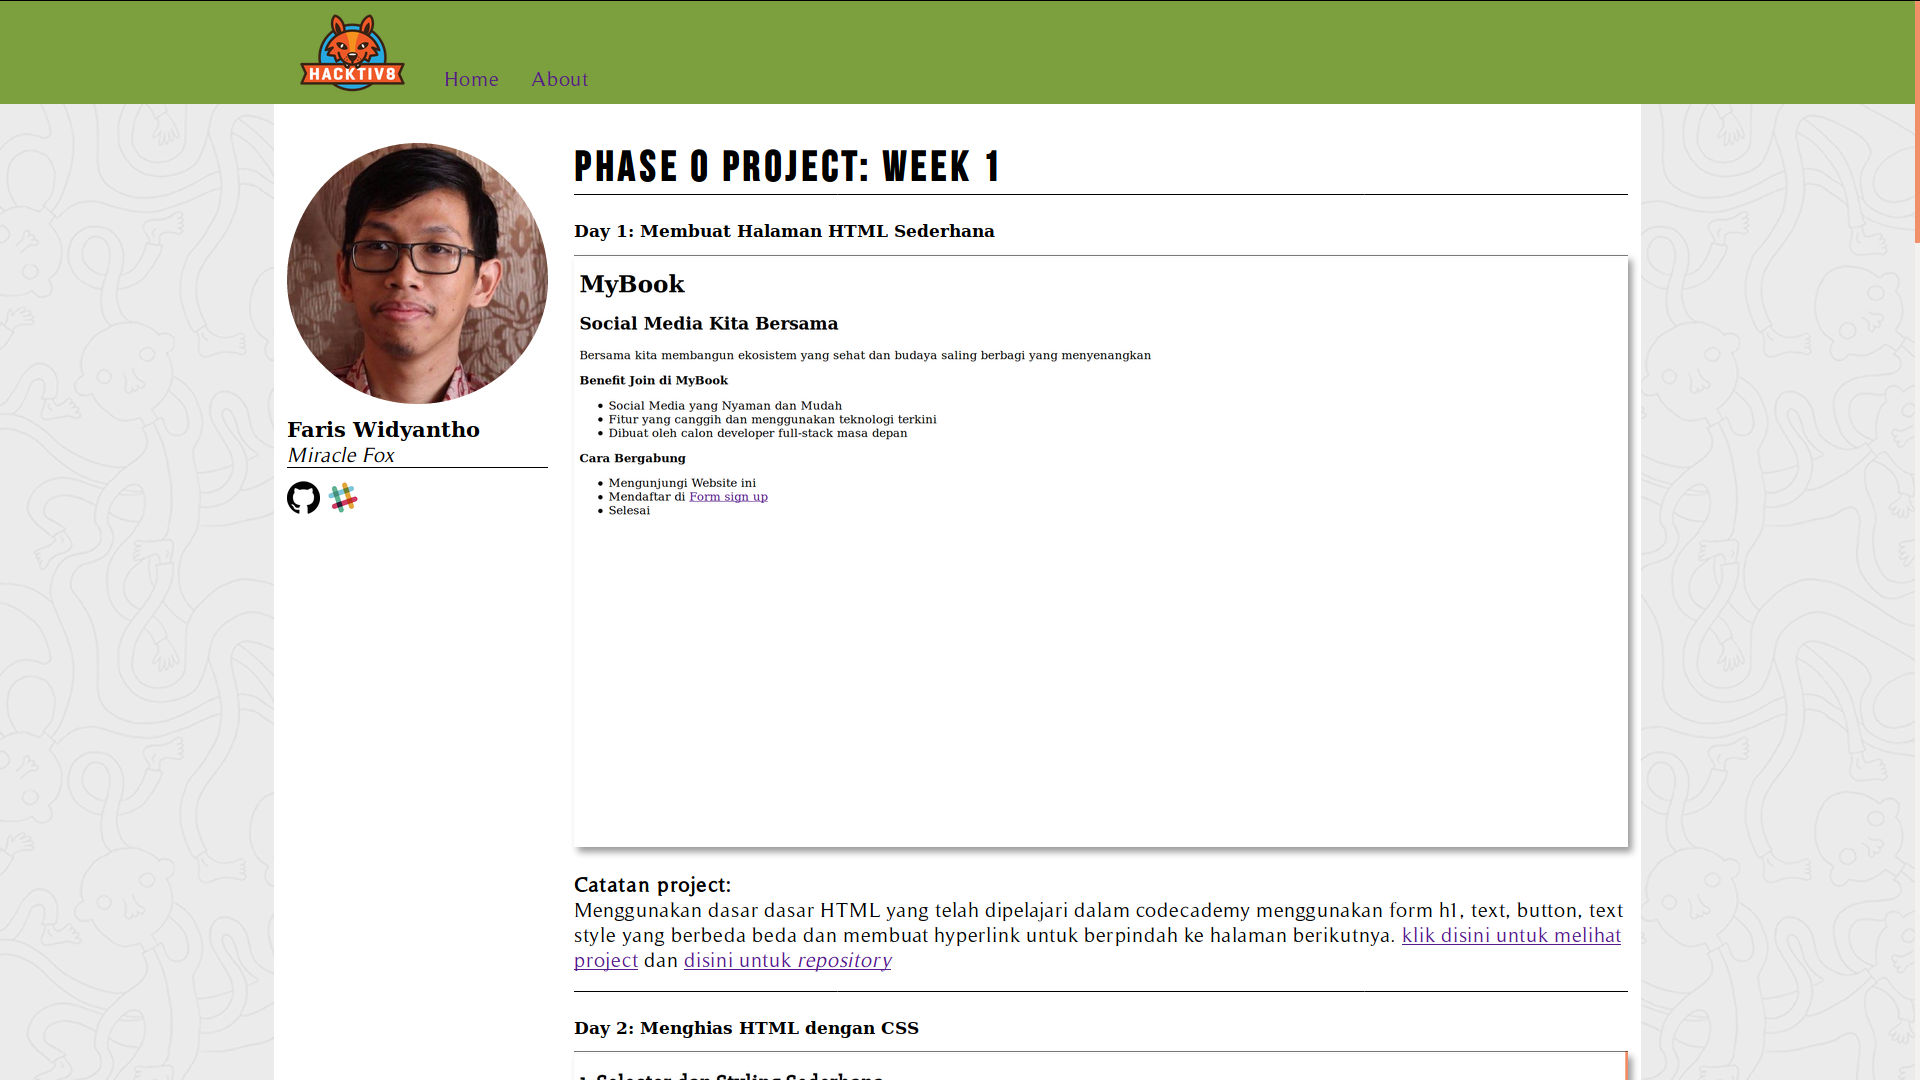 HACKTIV8
Home About
PHASE 0 PROJECT: WEEK 1
Day 1: Membuat Halaman HTML Sederhana
MyBook
Social Media Kita Bersama
Bersama kita membangun ekosistem yang sehat dan budaya saling berbagi yang menyenangkan
Benefit Join di MyBook
• Social Media yang Nyaman dan Mudah
• Fitur yang canggih dan menggunakan teknologi terkini
• Dibuat oleh calon developer full-stack masa depan
Cara Bergabung
• Mengunjungi Website ini
• Mendaftar di Form sign up
• Selesai
Faris Widyantho
Miracle Fox
Catatan project:
Menggunakan dasar dasar HTML yang telah dipelajari dalam codecademy menggunakan form h1, text, button, text
style yang berbeda beda dan membuat hyperlink untuk berpindah ke halaman berikutnya. klik disini untuk melihat
project dan disini untuk repository
Day 2: Menghias HTML dengan CSS
1. Selector dan Styling Sederhana